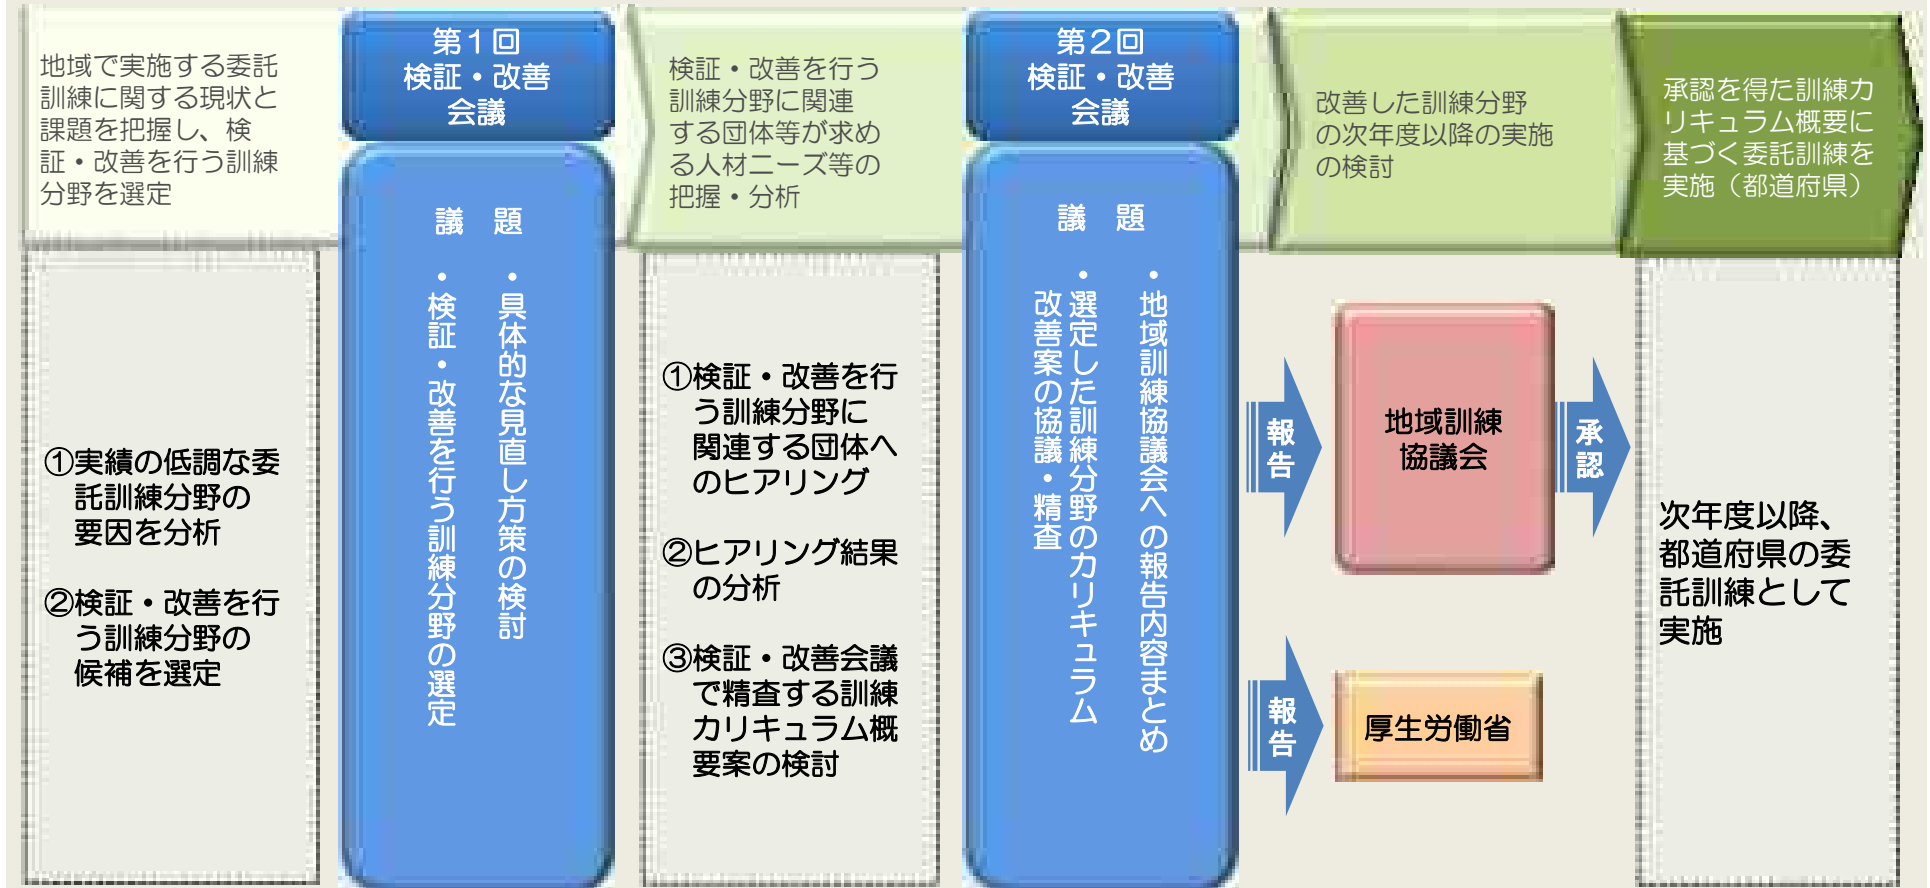 地域で実施する委託
訓練に関する現状と
課題を把握し、検
証・改善を行う訓練
分野を選定
①実績の低調な委
託訓練分野の
要因を分析
②検証・改善を行
う訓練分野の
候補を選定
第１回
検証・改善
会議
議　題
・具体的な見直し方策の検討
・検証・改善を行う訓練分野の選定
検証・改善を行う
訓練分野に関連
する団体等が求め
る人材ニーズ等の
把握・分析
①検証・改善を行
う訓練分野に
関連する団体へ
のヒアリング
②ヒアリング結果
の分析
③検証・改善会議
で精査する訓練
カリキュラム概
要案の検討
第２回
検証・改善
会議
議　題
・地域訓練協議会への報告内容まとめ
・選定した訓練分野のカリキュラム
改善案の協議・精査
改善した訓練分野
の次年度以降の実施
の検討
報告
地域訓練
協議会
承認
報告
厚生労働省
承認を得た訓練カ
リキュラム概要に
基づく委託訓練を
実施（都道府県）
次年度以降、
都道府県の委
託訓練として
実施